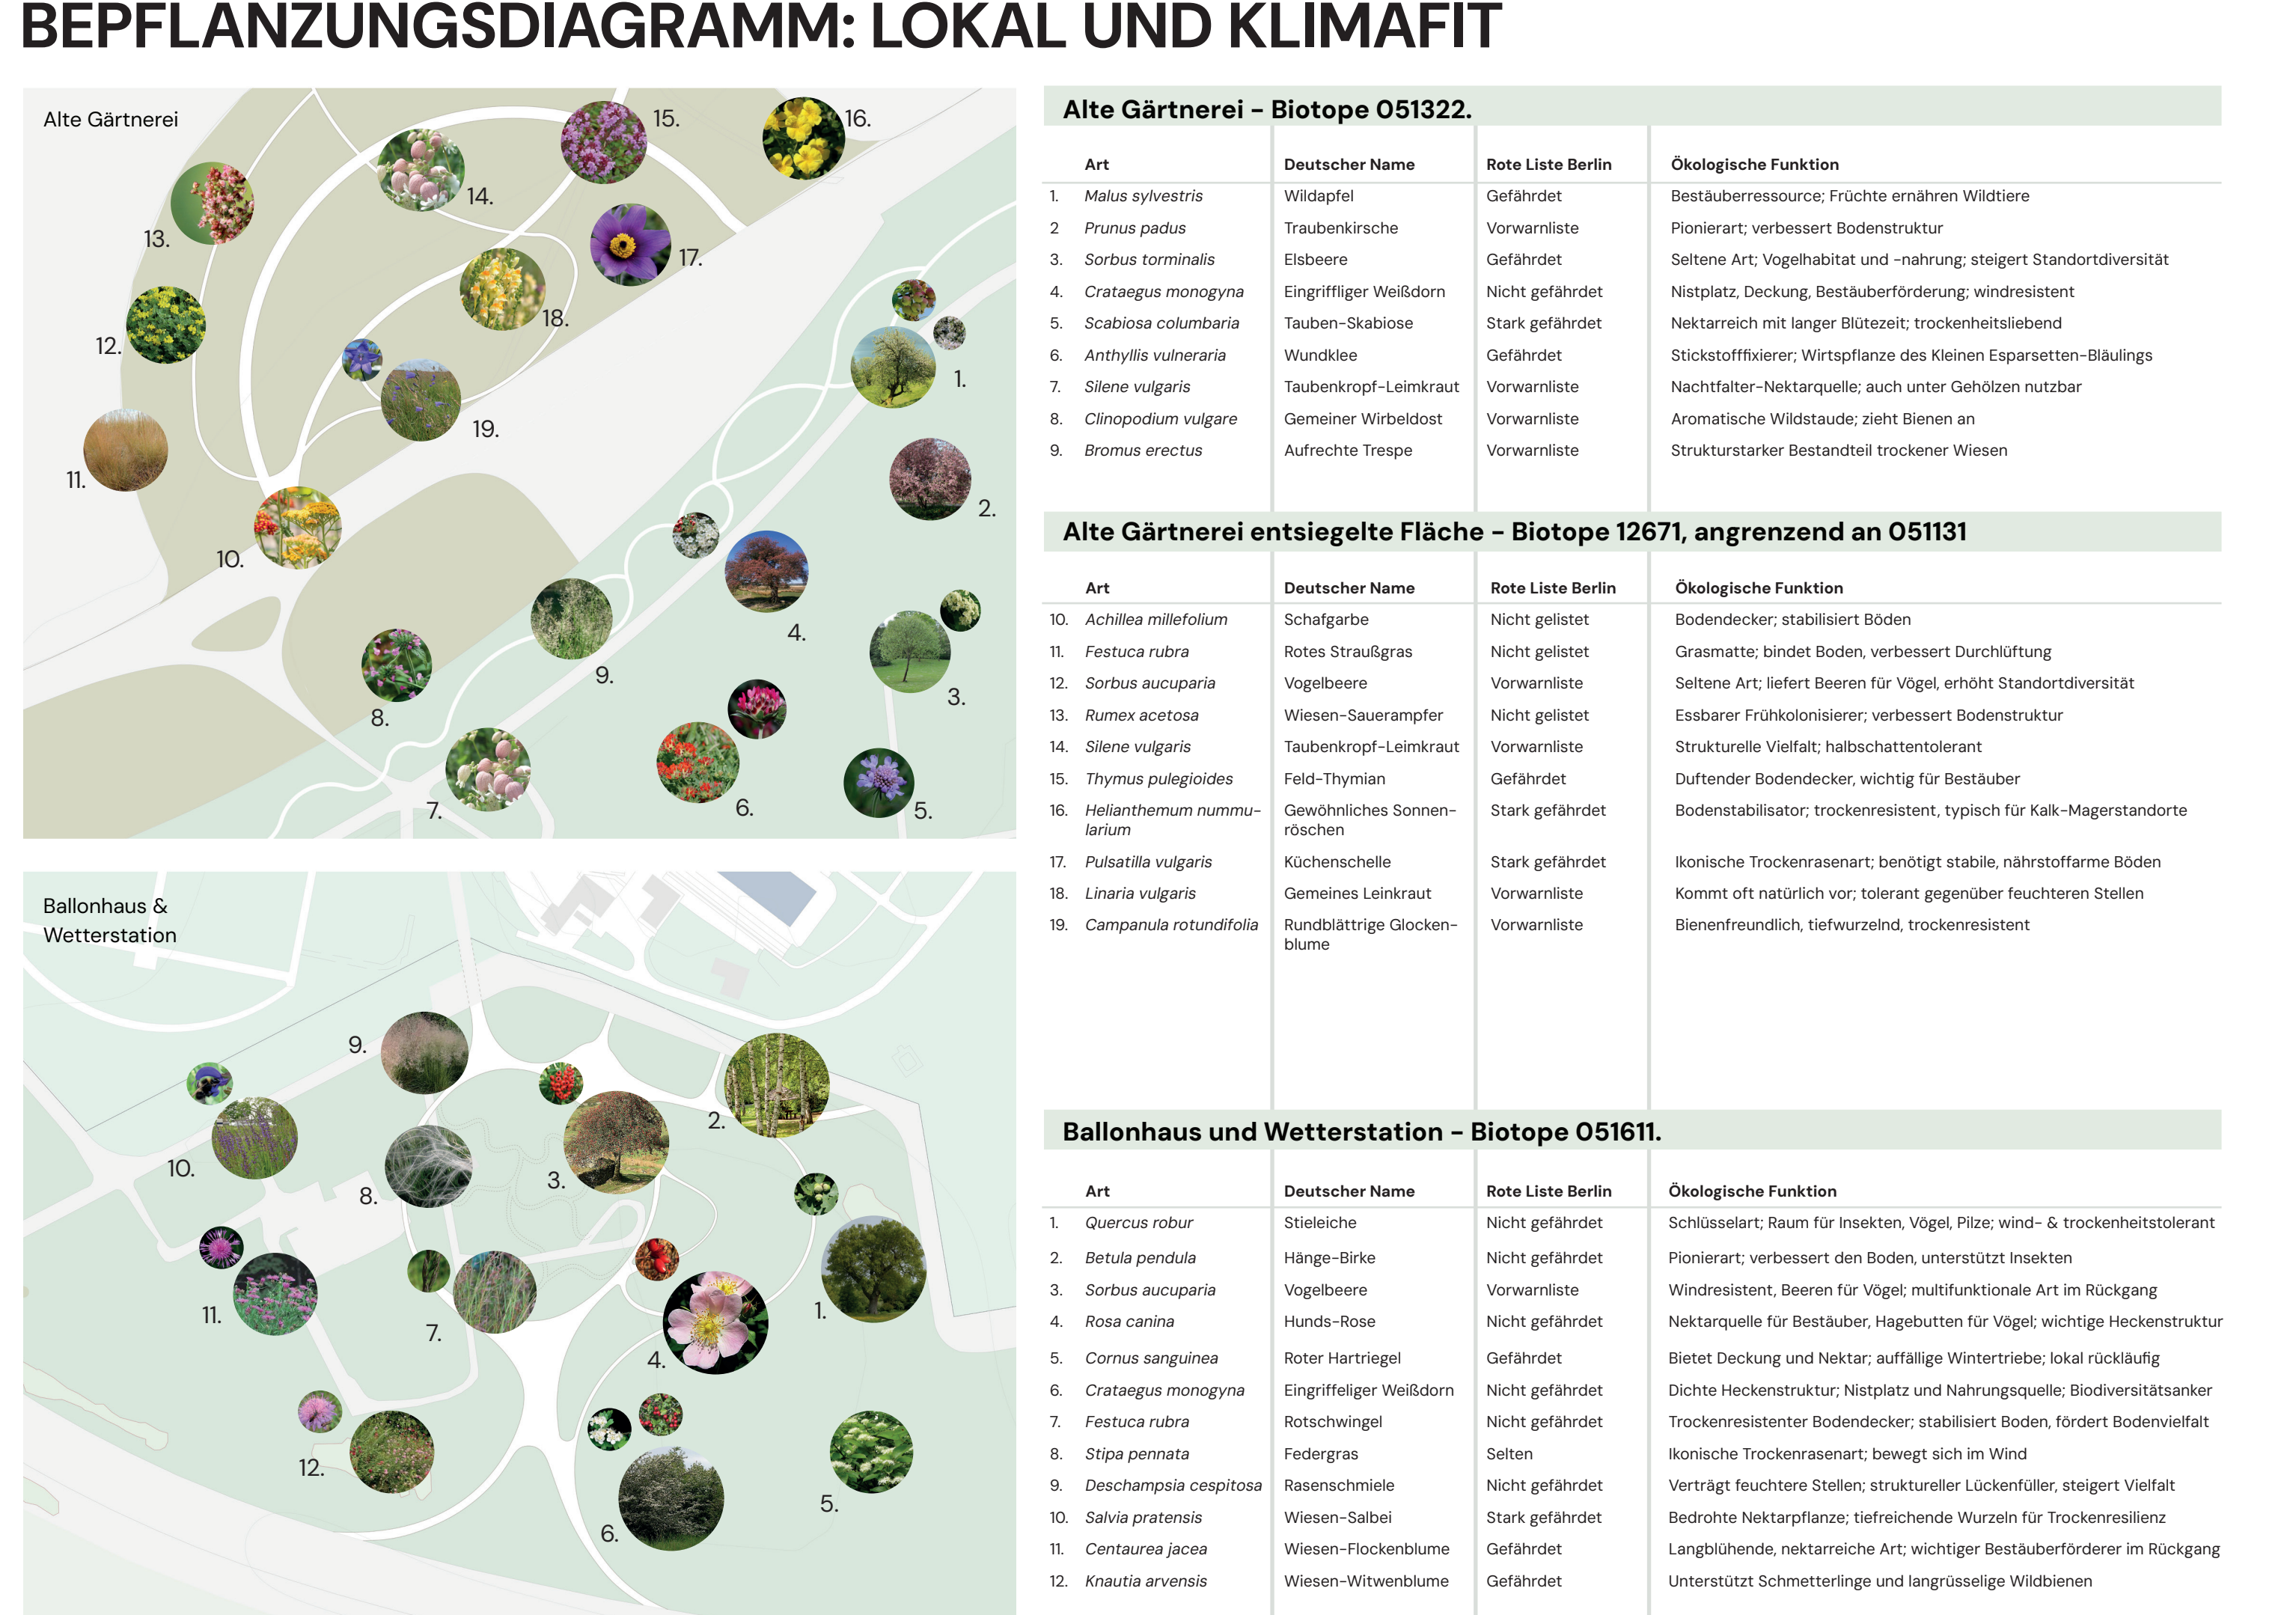 BEPFLANZUNGSDIAGRAMM: LOKAL UND KLIMAFIT
Alte Gärtnerei
15.
16.
14.
13.
17.
18.
12.
1.
19.
11.
2.
10.
4.
9.
3.
8.
7.
6.
5.
Ballonhaus &
Wetterstation
9.
2.
10.
3.
8.
11.
1.
7.
4.
12.
5.
6.
Alte Gärtnerei – Biotope 051322.
Art Deutscher Name Rote Liste Berlin Ökologische Funktion
1. Malus sylvestris Wildapfel Gefährdet Bestäuberressource; Früchte ernähren Wildtiere
2 Prunus padus Traubenkirsche Vorwarnliste Pionierart; verbessert Bodenstruktur
3. Sorbus torminalis Elsbeere Gefährdet Seltene Art; Vogelhabitat und -nahrung; steigert Standortdiversität
4. Crataegus monogyna Eingriffliger Weißdorn Nicht gefährdet Nistplatz, Deckung, Bestäuberförderung; windresistent
5. Scabiosa columbaria Tauben-Skabiose Stark gefährdet Nektarreich mit langer Blütezeit; trockenheitsliebend
6. Anthyllis vulneraria Wundklee Gefährdet Stickstofffixierer; Wirtspflanze des Kleinen Esparsetten-Bläulings
7. Silene vulgaris Taubenkropf-Leimkraut Vorwarnliste Nachtfalter-Nektarquelle; auch unter Gehölzen nutzbar
8. Clinopodium vulgare Gemeiner Wirbeldost Vorwarnliste Aromatische Wildstaude; zieht Bienen an
9. Bromus erectus Aufrechte Trespe Vorwarnliste Strukturstarker Bestandteil trockener Wiesen
Alte Gärtnerei entsiegelte Fläche – Biotope 12671, angrenzend an 051131
Art Deutscher Name Rote Liste Berlin Ökologische Funktion
10. Achillea millefolium Schafgarbe Nicht gelistet Bodendecker; stabilisiert Böden
11. Festuca rubra Rotes Straußgras Nicht gelistet Grasmatte; bindet Boden, verbessert Durchlüftung
12. Sorbus aucuparia Vogelbeere Vorwarnliste Seltene Art; liefert Beeren für Vögel, erhöht Standortdiversität
13. Rumex acetosa Wiesen-Sauerampfer Nicht gelistet Essbarer Frühkolonisierer; verbessert Bodenstruktur
14. Silene vulgaris Taubenkropf-Leimkraut Vorwarnliste Strukturelle Vielfalt; halbschattentolerant
15. Thymus pulegioides Feld-Thymian Gefährdet Duftender Bodendecker, wichtig für Bestäuber
16. Helianthemum nummu- Gewöhnliches Sonnen- Stark gefährdet Bodenstabilisator; trockenresistent, typisch für Kalk-Magerstandorte
larium röschen
17. Pulsatilla vulgaris Küchenschelle Stark gefährdet Ikonische Trockenrasenart; benötigt stabile, nährstoffarme Böden
18. Linaria vulgaris Gemeines Leinkraut Vorwarnliste Kommt oft natürlich vor; tolerant gegenüber feuchteren Stellen
19. Campanula rotundifolia Rundblättrige Glocken- Vorwarnliste Bienenfreundlich, tiefwurzelnd, trockenresistent
blume
Ballonhaus und Wetterstation – Biotope 051611.
Art Deutscher Name Rote Liste Berlin Ökologische Funktion
1. Quercus robur Stieleiche Nicht gefährdet Schlüsselart; Raum für Insekten, Vögel, Pilze; wind- & trockenheitstolerant
2. Betula pendula Hänge-Birke Nicht gefährdet Pionierart; verbessert den Boden, unterstützt Insekten
3. Sorbus aucuparia Vogelbeere Vorwarnliste Windresistent, Beeren für Vögel; multifunktionale Art im Rückgang
4. Rosa canina Hunds-Rose Nicht gefährdet Nektarquelle für Bestäuber, Hagebutten für Vögel; wichtige Heckenstruktur
5. Cornus sanguinea Roter Hartriegel Gefährdet Bietet Deckung und Nektar; auffällige Wintertriebe; lokal rückläufig
6. Crataegus monogyna Eingriffeliger Weißdorn Nicht gefährdet Dichte Heckenstruktur; Nistplatz und Nahrungsquelle; Biodiversitätsanker
7. Festuca rubra Rotschwingel Nicht gefährdet Trockenresistenter Bodendecker; stabilisiert Boden, fördert Bodenvielfalt
8. Stipa pennata Federgras Selten Ikonische Trockenrasenart; bewegt sich im Wind
9. Deschampsia cespitosa Rasenschmiele Nicht gefährdet Verträgt feuchtere Stellen; struktureller Lückenfüller, steigert Vielfalt
10. Salvia pratensis Wiesen-Salbei Stark gefährdet Bedrohte Nektarpflanze; tiefreichende Wurzeln für Trockenresilienz
11. Centaurea jacea Wiesen-Flockenblume Gefährdet Langblühende, nektarreiche Art; wichtiger Bestäuberförderer im Rückgang
12. Knautia arvensis Wiesen-Witwenblume Gefährdet Unterstützt Schmetterlinge und langrüsselige Wildbienen